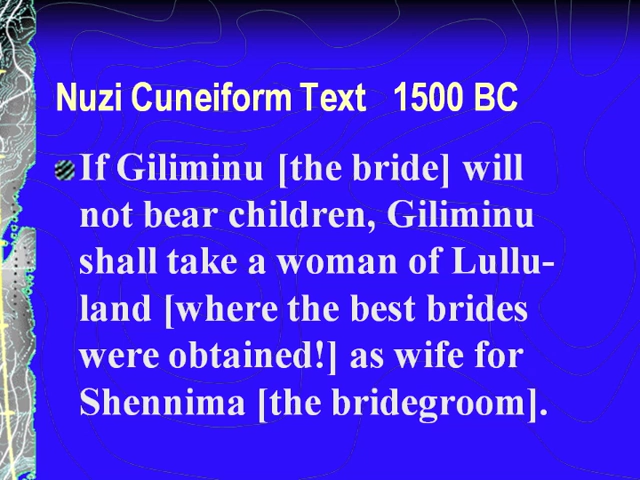 Nuzi Cuneiform Text 1500 BC
If Giliminu [the bride] will
not bear children, Giliminu
shall take a woman of Lullu-
land [where the best brides
were obtained!] as wife for
Shennima [the bridegroom].